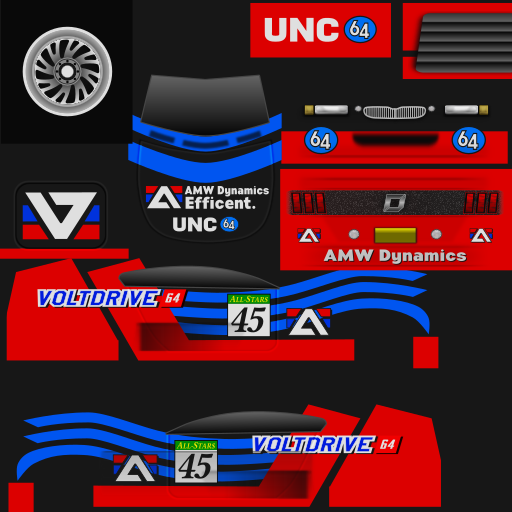 UNC 64
64
64
AMW Dynamics
Efficent.
UNC 64
AMW Dynamics
VOLTDRIVE 64
ALL-STARS
45
ALL-STARS
45
VOLTDRIVE 64